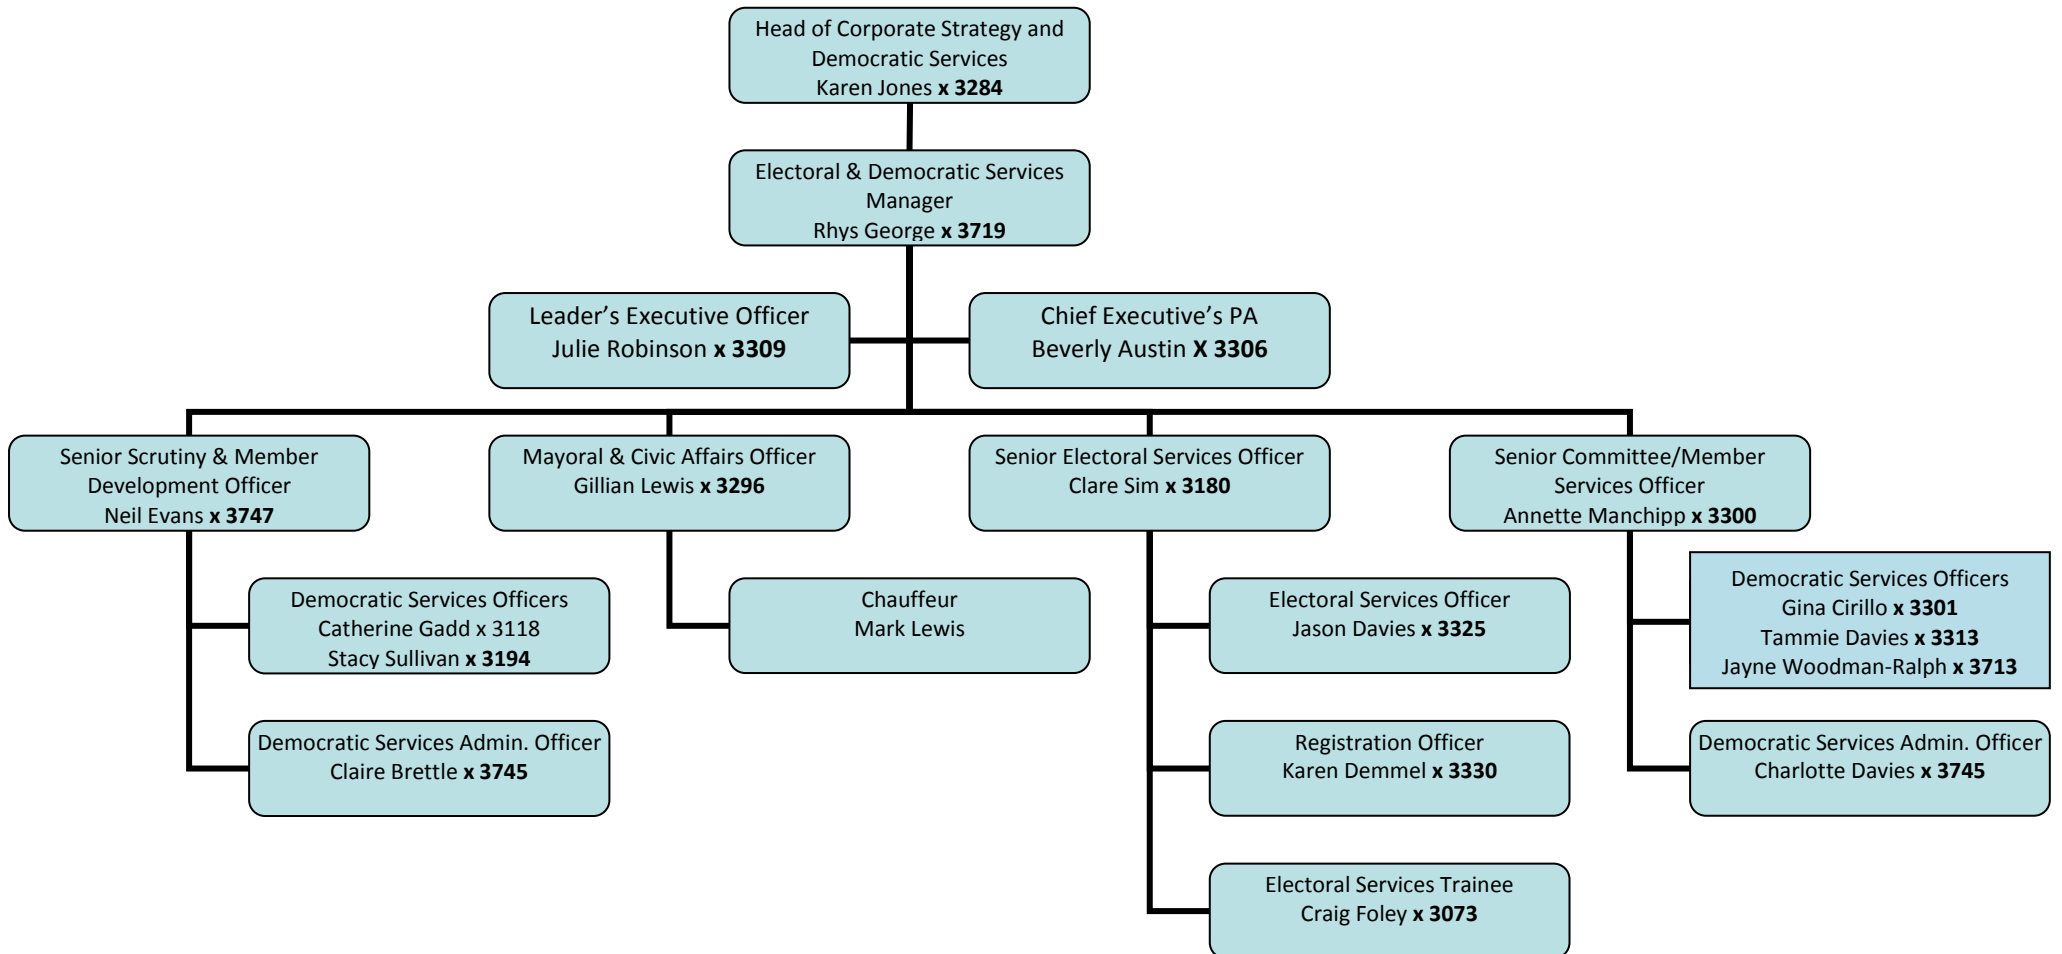 Head of Corporate Strategy and
Democratic Services
Karen Jones x 3284
Electoral & Democratic Services
Manager
Rhys George x 3719
Leader’s Executive Officer
Julie Robinson x 3309
Chief Executive’s PA
Beverly Austin X 3306
Senior Scrutiny & Member
Development Officer
Neil Evans x 3747
Mayoral & Civic Affairs Officer
Gillian Lewis x 3296
Senior Electoral Services Officer
Clare Sim x 3180
Senior Committee/Member
Services Officer
Annette Manchipp x 3300
Democratic Services Officers
Catherine Gadd x 3118
Stacy Sullivan x 3194
Chauffeur
Mark Lewis
Electoral Services Officer
Jason Davies x 3325
Democratic Services Officers
Gina Cirillo x 3301
Tammie Davies x 3313
Jayne Woodman-Ralph x 3713
Democratic Services Admin. Officer
Claire Brettle x 3745
Registration Officer
Karen Demmel x 3330
Democratic Services Admin. Officer
Charlotte Davies x 3745
Electoral Services Trainee
Craig Foley x 3073